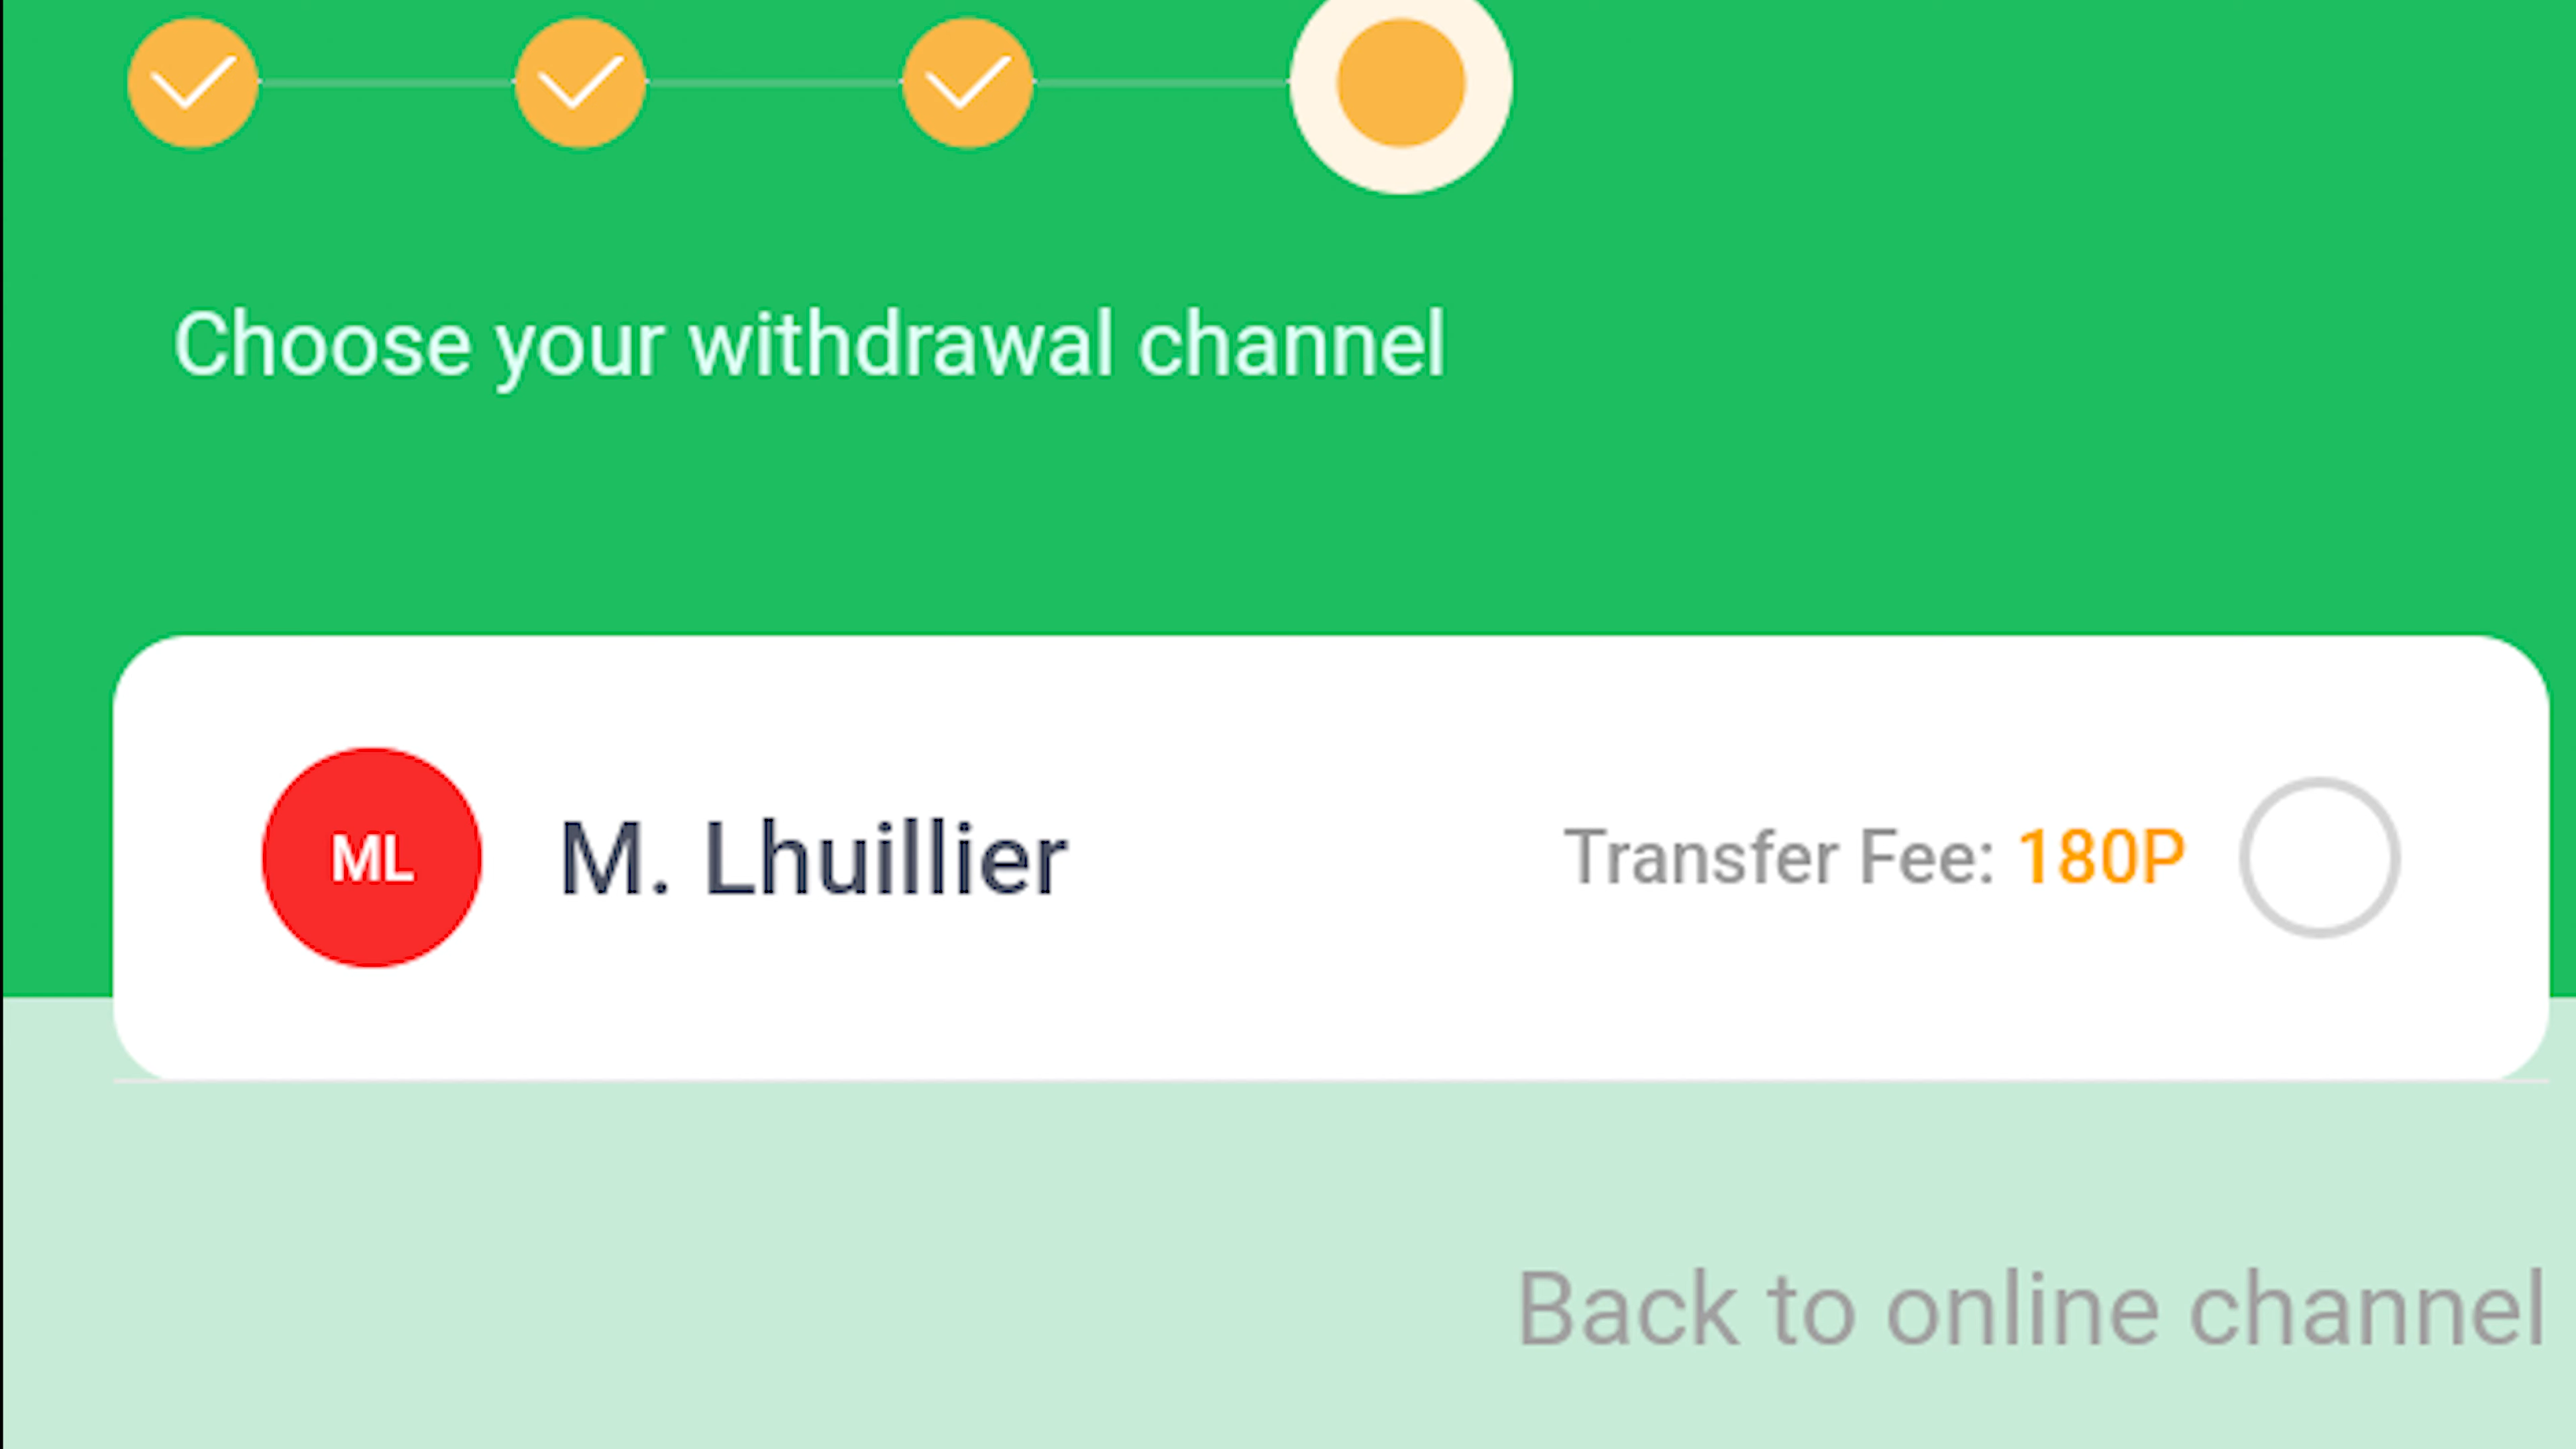 Choose your withdrawal channel
ML M. Lhuillier Transfer Fee: 180P
Back to online channel